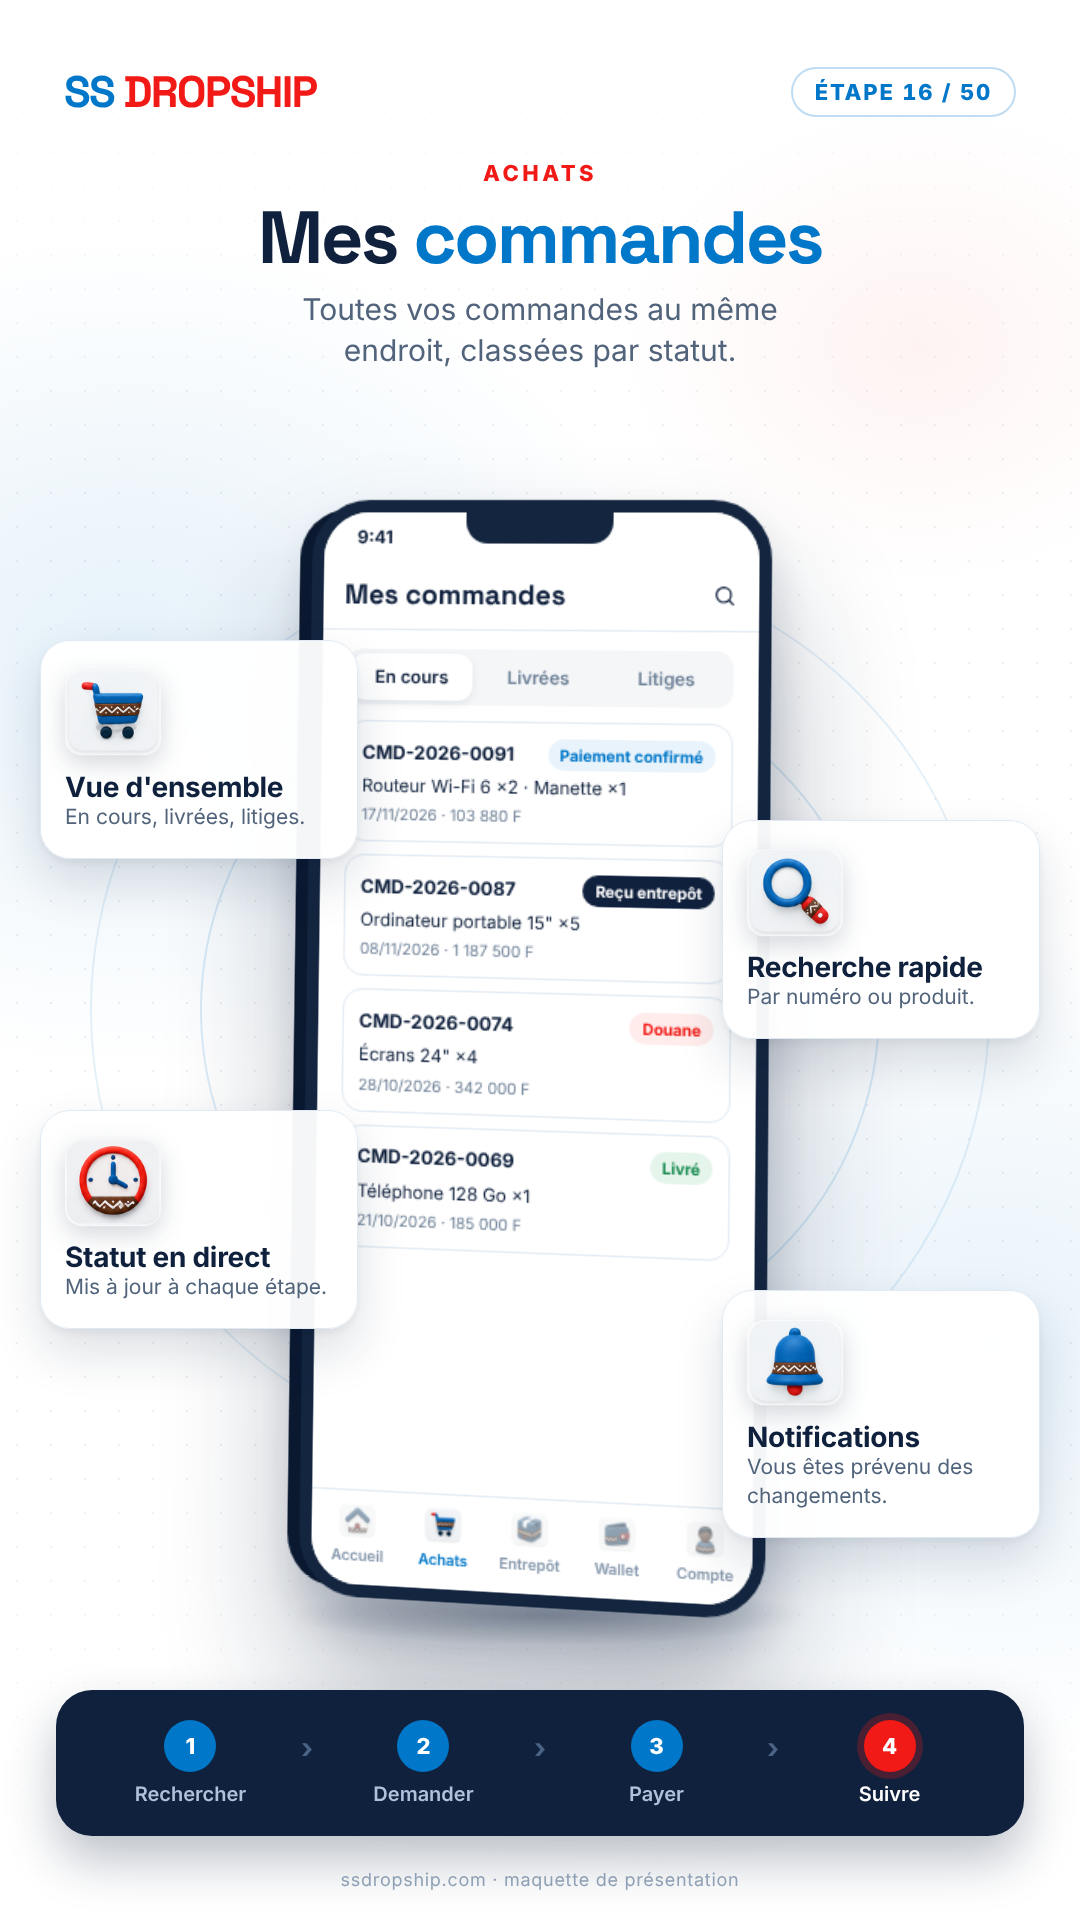 SS DROPSHIP
ÉTAPE 16 / 50
ACHATS
Mes commandes
Toutes vos commandes au même
endroit, classées par statut.
9:41
Mes commandes
En cours
Livrées
Litiges
CMD-2026-0091
Paiement confirmé
Routeur Wi-Fi 6 ×2 · Manette ×1
17/11/2026 · 103 880 F
CMD-2026-0087
Reçu entrepôt
Ordinateur portable 15" ×5
08/11/2026 · 1 187 500 F
CMD-2026-0074
Douane
Écrans 24" ×4
28/10/2026 · 342 000 F
CMD-2026-0069
Livré
Téléphone 128 Go ×1
21/10/2026 · 185 000 F
Accueil
Achats
Entrepôt
Wallet
Compte
Vue d'ensemble
En cours, livrées, litiges.
Recherche rapide
Par numéro ou produit.
Statut en direct
Mis à jour à chaque étape.
Notifications
Vous êtes prévenu des
changements.
1
Rechercher
›
2
Demander
›
3
Payer
›
4
Suivre
ssdropship.com · maquette de présentation